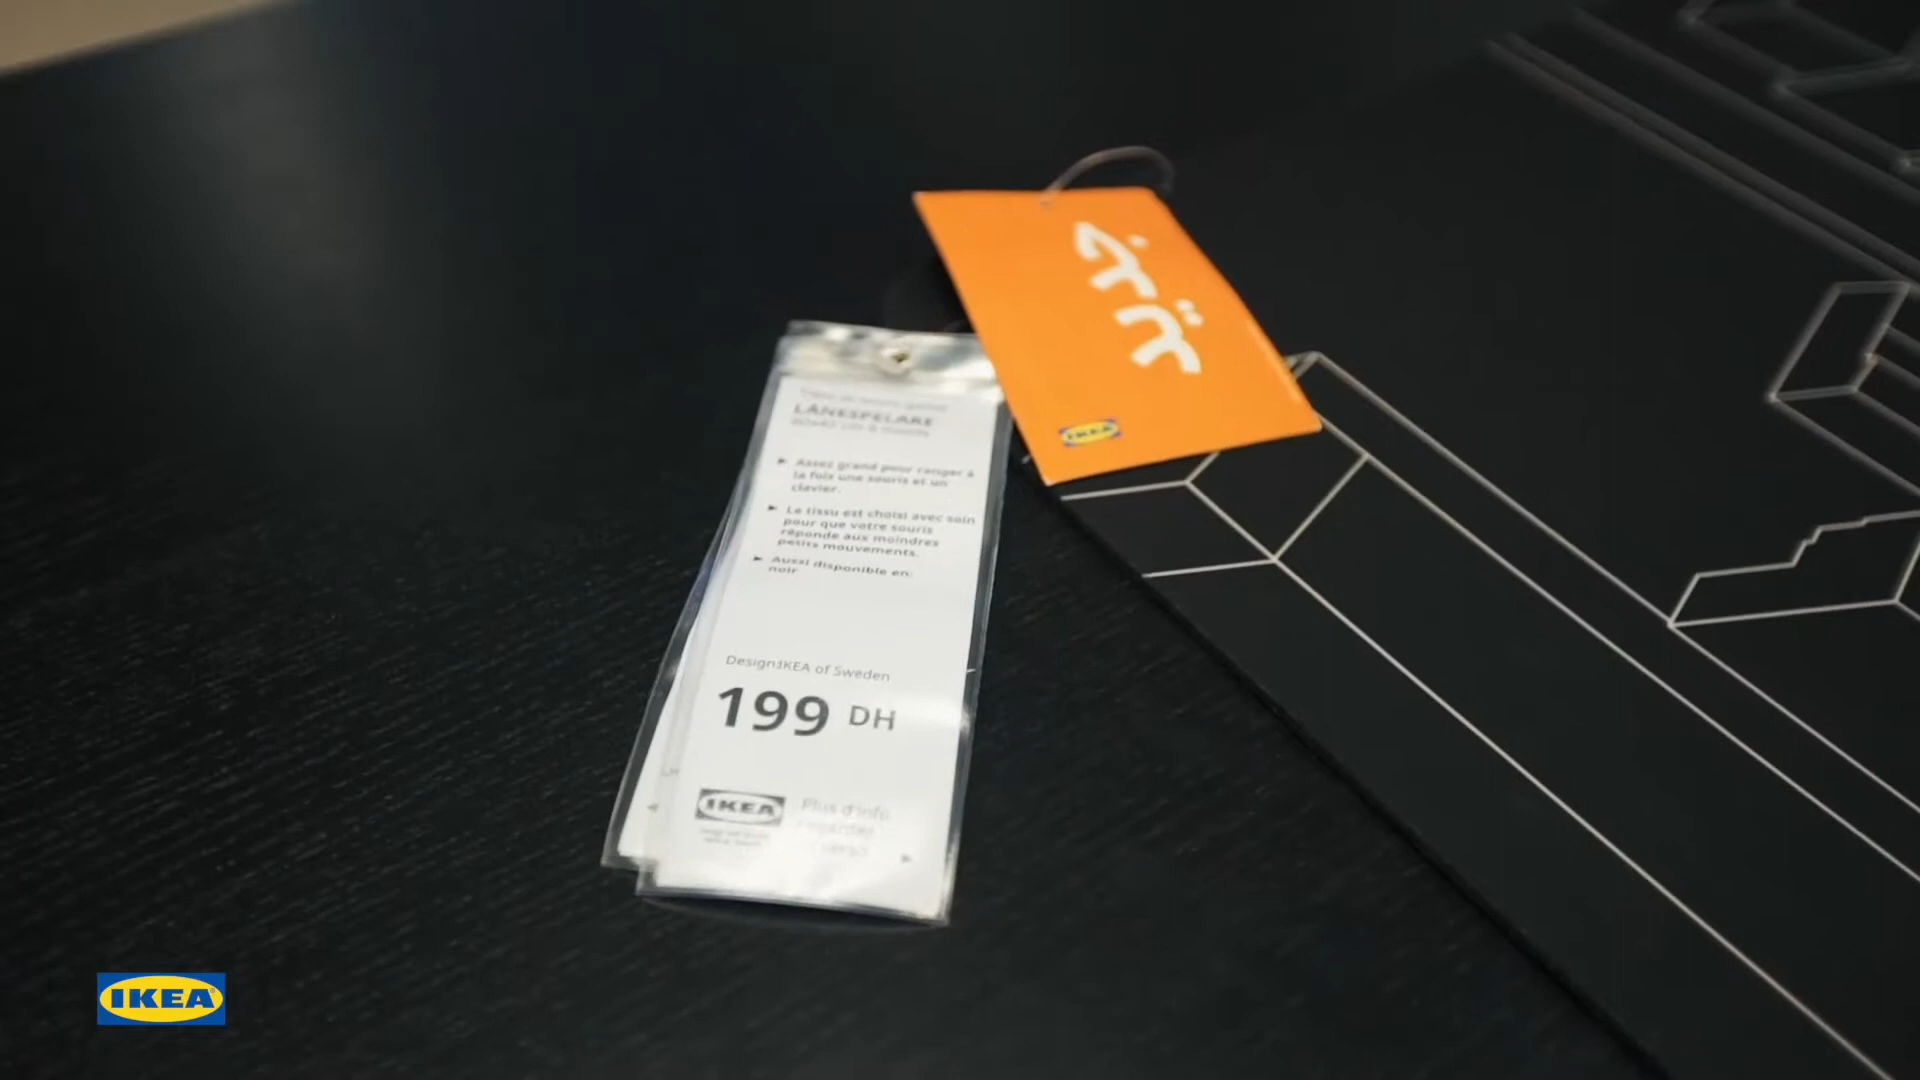 LÅNESPELARE
Assez grand pour ranger à
la fois une souris et un
clavier.
Le tissu est choisi avec soin
pour que votre souris
réponde aux moindres
petits mouvements.
Aussi disponible en:
noir
Design:IKEA of Sweden
199 DH
IKEA
Plus d'info
IKEA
IKEA